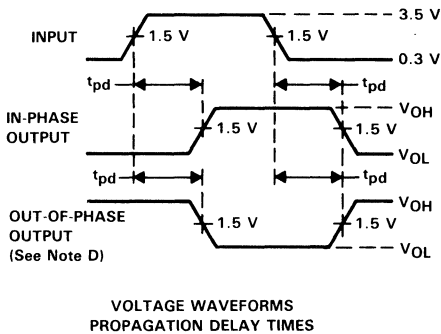 3.5 V
INPUT
1.5 V
1.5 V
0.3 V
tpd
tpd
IN-PHASE
OUTPUT
VOH
1.5 V
1.5 V
VOL
tpd
tpd
OUT-OF-PHASE
OUTPUT
(See Note D)
VOH
1.5 V
1.5 V
VOL
VOLTAGE WAVEFORMS
PROPAGATION DELAY TIMES